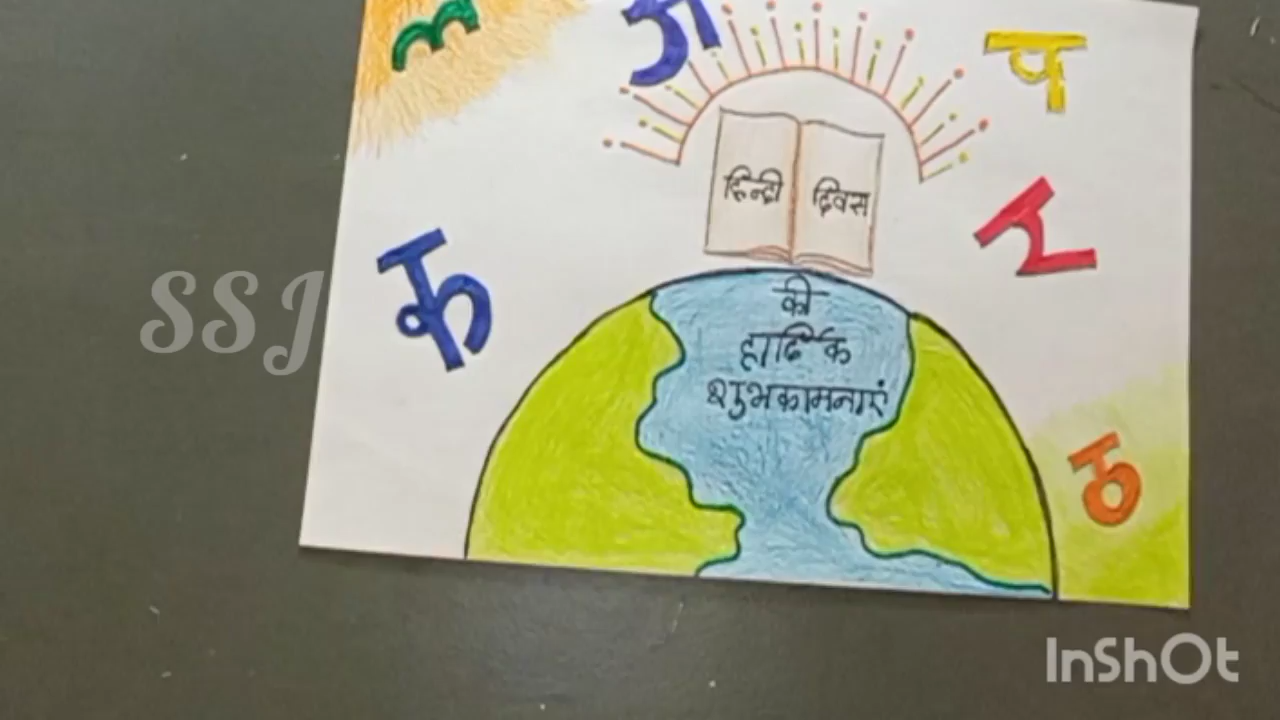 अ
प
क
र
ठ
हिन्दी दिवस
की
हार्दिक
शुभकामनाएं
SSJ
InShOt